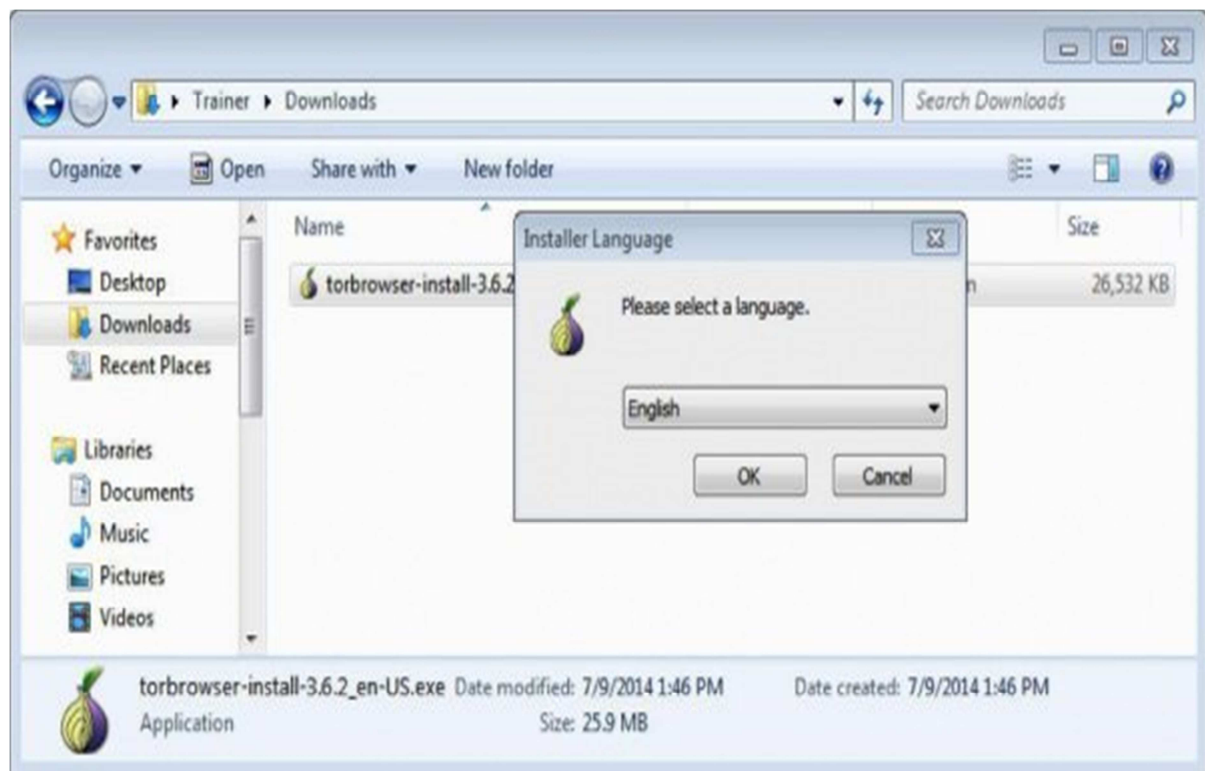 Trainer Downloads
Search Downloads
Organize Open Share with New folder
Name Size
Favorites
Desktop
Downloads
Recent Places
Libraries
Documents
Music
Pictures
Videos
torbrowser-install-3.6.2
26,532 KB
Installer Language
Please select a language.
English
OK Cancel
torbrowser-install-3.6.2_en-US.exe Date modified: 7/9/2014 1:46 PM Date created: 7/9/2014 1:46 PM
Application Size: 25.9 MB